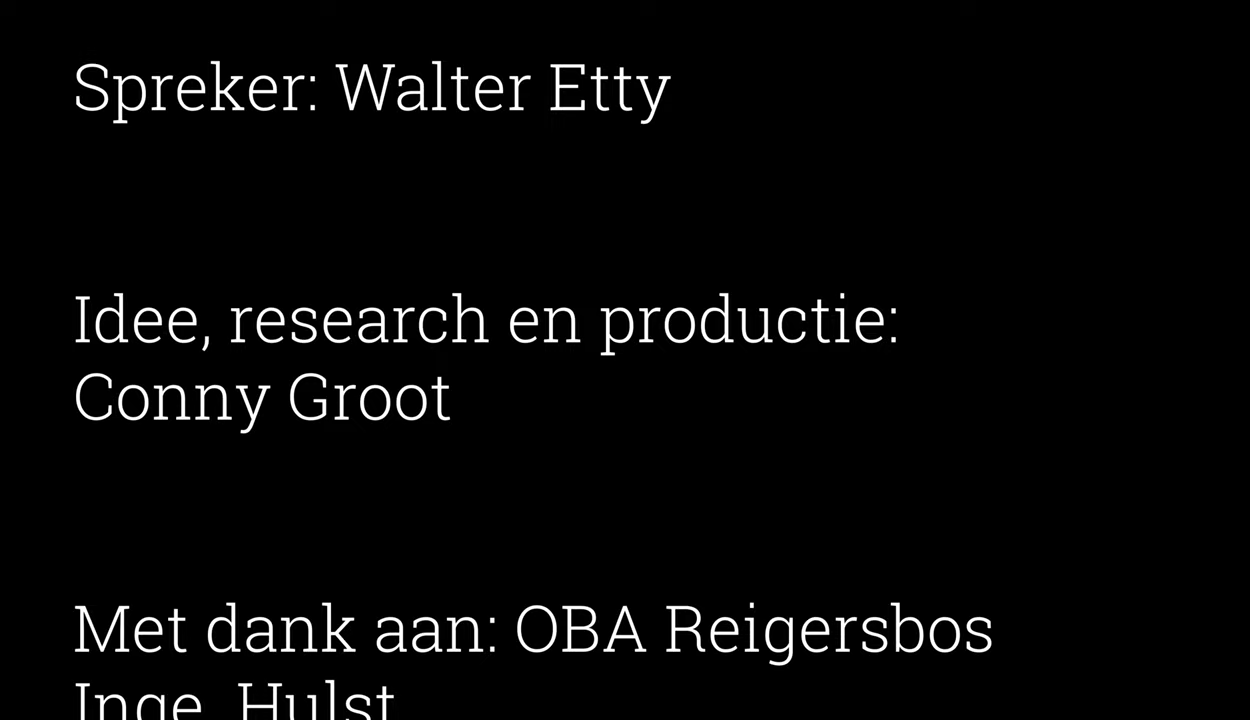 Spreker: Walter Etty
Idee, research en productie:
Conny Groot
Met dank aan: OBA Reigersbos
Inge  Hulst